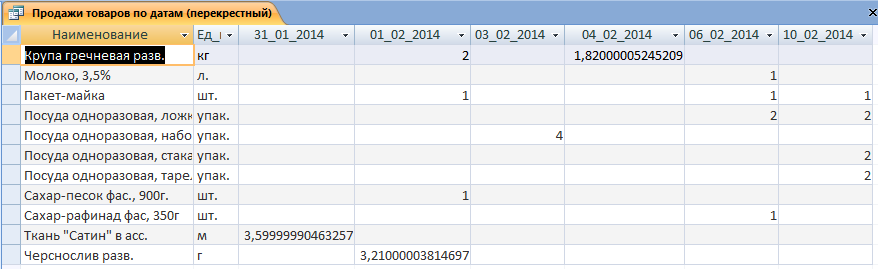 Продажи товаров по датам (перекрестный)
Наименование Ед_ 31_01_2014 01_02_2014 03_02_2014 04_02_2014 06_02_2014 10_02_2014
Крупа гречневая разв. кг 2 1,82000005245209
Молоко, 3,5% л. 1
Пакет-майка шт. 1 1 1
Посуда одноразовая, ложк упак. 2 2
Посуда одноразовая, набо упак. 4
Посуда одноразовая, стака упак. 2
Посуда одноразовая, тарел упак. 2
Сахар-песок фас., 900г. шт. 1
Сахар-рафинад фас, 350г шт. 1
Ткань "Сатин" в асс. м 3,59999990463257
Черснослив разв. г 3,21000003814697